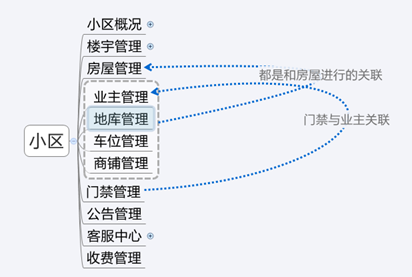 小区概况
楼宇管理
房屋管理
都是和房屋进行的关联
业主管理
地库管理
门禁与业主关联
小区
车位管理
商铺管理
门禁管理
公告管理
客服中心
收费管理